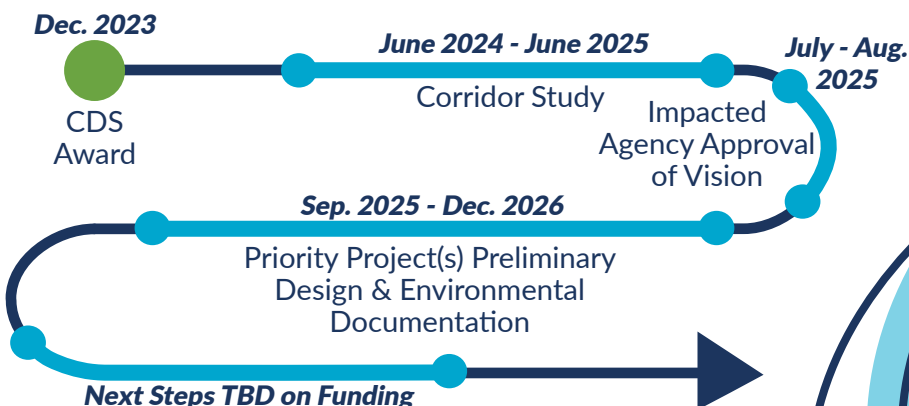 Dec. 2023
CDS
Award
June 2024 - June 2025
Corridor Study
July - Aug.
2025
Impacted
Agency Approval
of Vision
Sep. 2025 - Dec. 2026
Priority Project(s) Preliminary
Design & Environmental
Documentation
Next Steps TBD on Funding